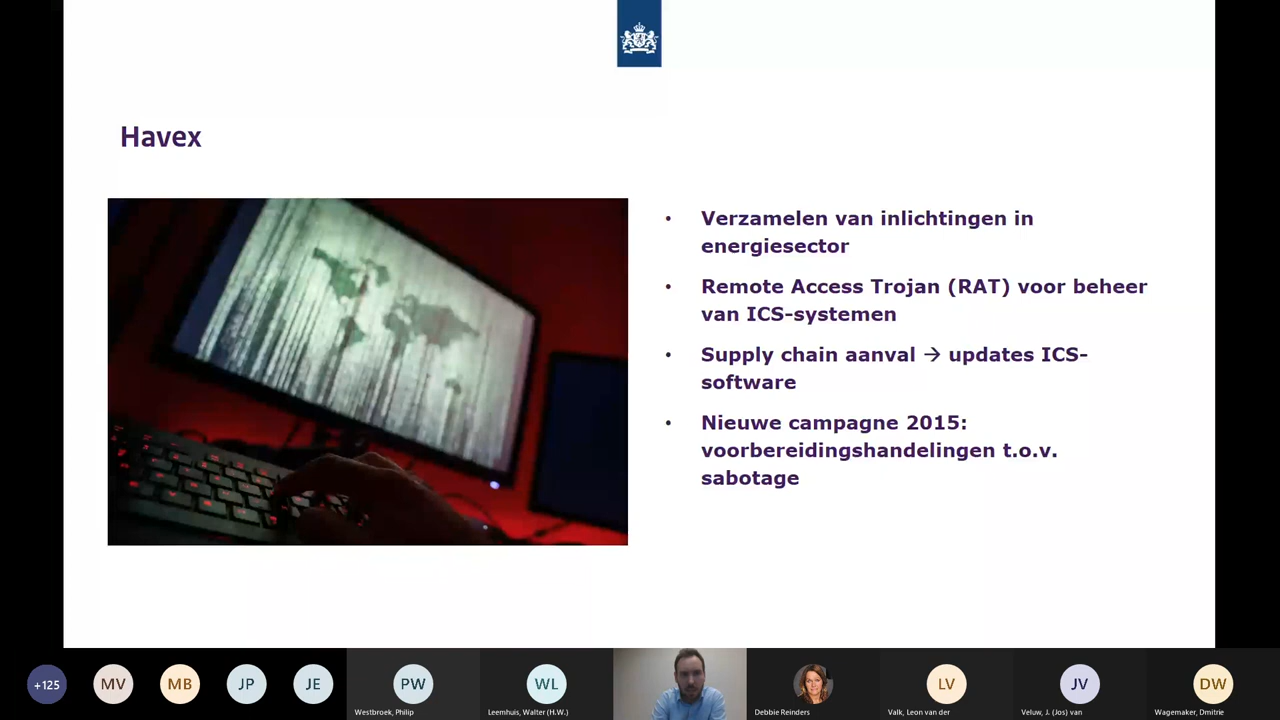 Havex
• Verzamelen van inlichtingen in
energiesector
• Remote Access Trojan (RAT) voor beheer
van ICS-systemen
• Supply chain aanval → updates ICS-
software
• Nieuwe campagne 2015:
voorbereidingshandelingen t.o.v.
sabotage
+125
MV
MB
JP
JE
PW
Westbroek, Philip
WL
Leemhuis, Walter (H.W.)
Debbie Reinders
LV
Valk, Leon van der
JV
Veluw, J. (Jos) van
DW
Wagemaker, Dmitrie